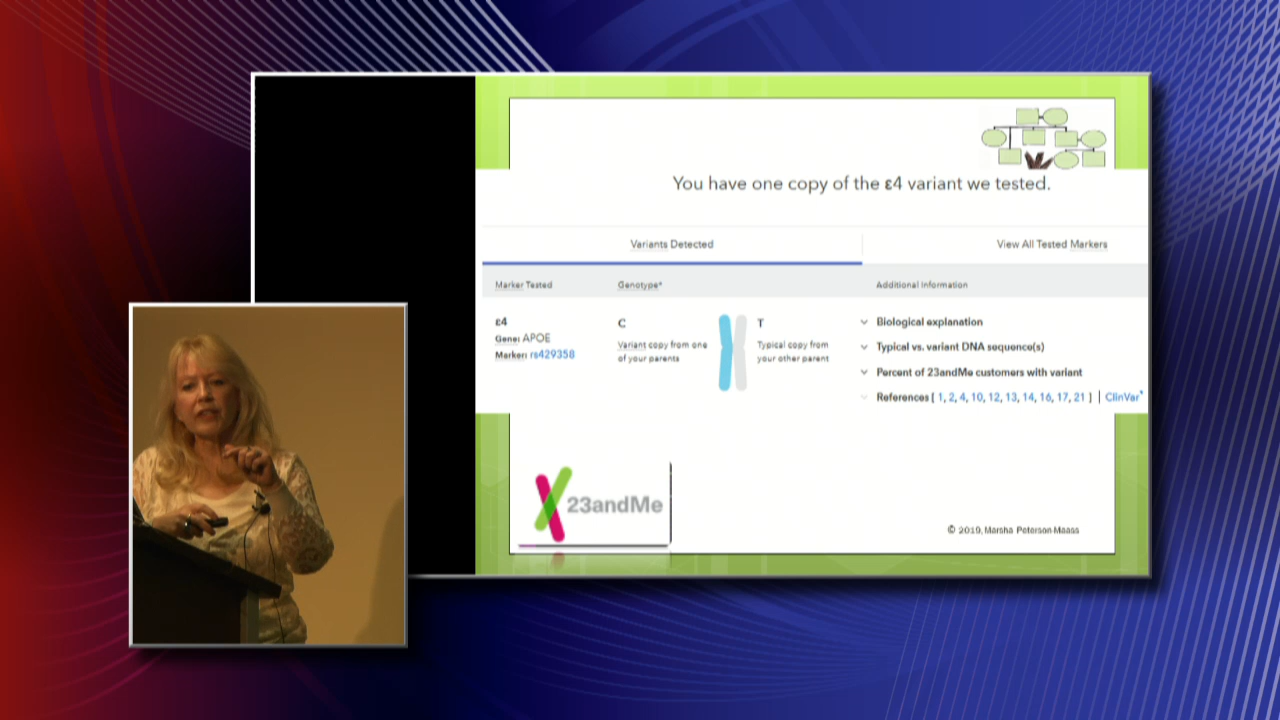 You have one copy of the ε4 variant we tested.
Variants Detected
View All Tested Markers
Marker Tested
Genotype*
Additional Information
ε4
Gene: APOE
Marker: rs429358
C
Variant copy from one
of your parents
T
Typical copy from
your other parent
Biological explanation
Typical vs. variant DNA sequence(s)
Percent of 23andMe customers with variant
References [ 1, 2, 4, 10, 12, 13, 14, 16, 17, 21 ] | ClinVar
23andMe
© 2019, Marsha Peterson-Maass